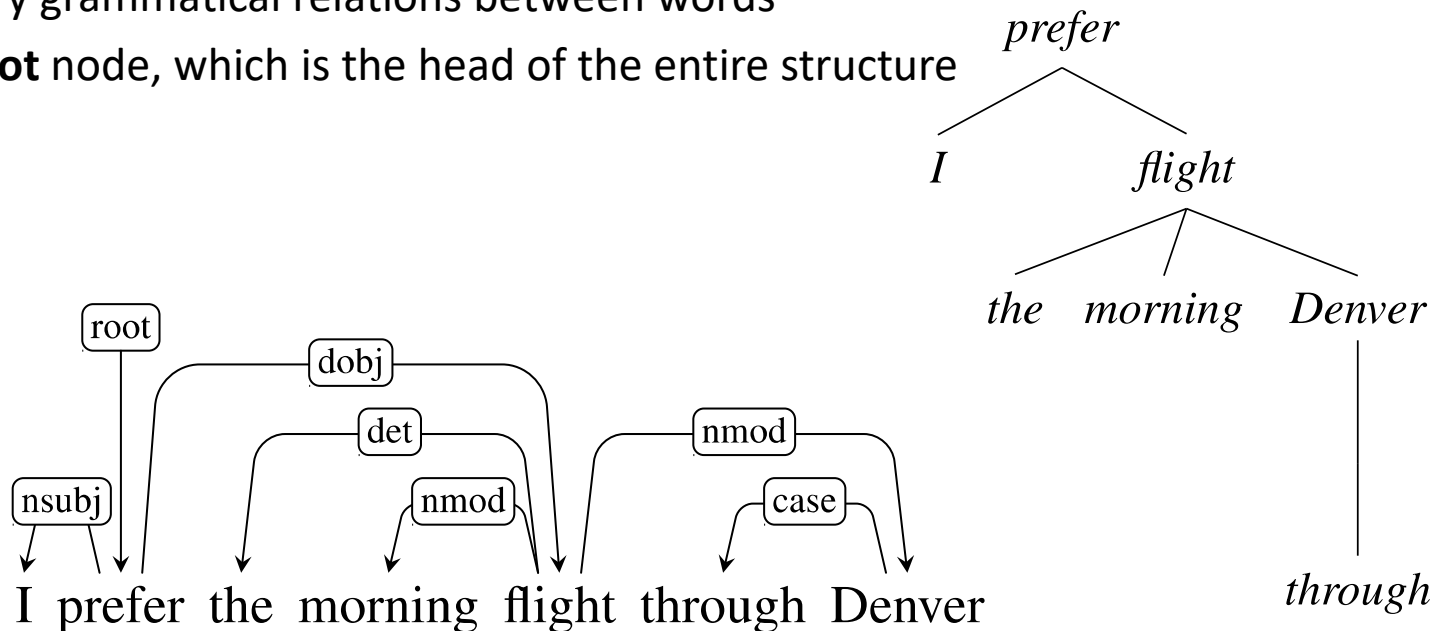 y grammatical relations between words
ot node, which is the head of the entire structure
prefer
I flight
the morning Denver
through
root
dobj
det nmod
nsubj nmod case
I prefer the morning flight through Denver